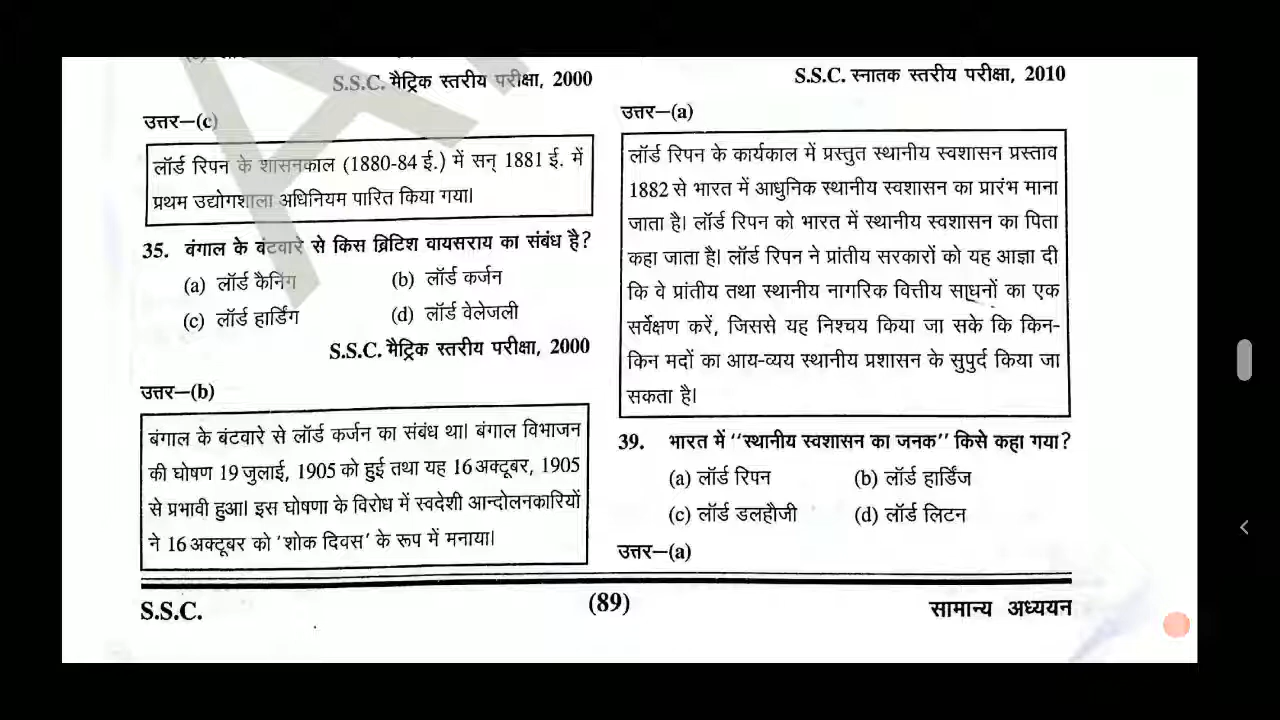 S.S.C. मैट्रिक स्तरीय परीक्षा, 2000
उत्तर–(c)
लॉर्ड रिपन के शासनकाल (1880-84 ई.) में सन् 1881 ई. में
प्रथम उद्योगशाला अधिनियम पारित किया गया।
35. बंगाल के बंटवारे से किस ब्रिटिश वायसराय का संबंध है?
(a) लॉर्ड कैनिंग (b) लॉर्ड कर्जन
(c) लॉर्ड हार्डिंग (d) लॉर्ड वेलेजली
S.S.C. मैट्रिक स्तरीय परीक्षा, 2000
उत्तर–(b)
बंगाल के बंटवारे से लॉर्ड कर्जन का संबंध था। बंगाल विभाजन
की घोषण 19 जुलाई, 1905 को हुई तथा यह 16 अक्टूबर, 1905
से प्रभावी हुआ। इस घोषणा के विरोध में स्वदेशी आन्दोलनकारियों
ने 16 अक्टूबर को 'शोक दिवस' के रूप में मनाया।
S.S.C. स्नातक स्तरीय परीक्षा, 2010
उत्तर–(a)
लॉर्ड रिपन के कार्यकाल में प्रस्तुत स्थानीय स्वशासन प्रस्ताव
1882 से भारत में आधुनिक स्थानीय स्वशासन का प्रारंभ माना
जाता है। लॉर्ड रिपन को भारत में स्थानीय स्वशासन का पिता
कहा जाता है। लॉर्ड रिपन ने प्रांतीय सरकारों को यह आज्ञा दी
कि वे प्रांतीय तथा स्थानीय नागरिक वित्तीय साधनों का एक
सर्वेक्षण करें, जिससे यह निश्चय किया जा सके कि किन-
किन मदों का आय-व्यय स्थानीय प्रशासन के सुपुर्द किया जा
सकता है।
39. भारत में "स्थानीय स्वशासन का जनक" किसे कहा गया?
(a) लॉर्ड रिपन (b) लॉर्ड हार्डिंज
(c) लॉर्ड डलहौजी (d) लॉर्ड लिटन
उत्तर–(a)
S.S.C. (89) सामान्य अध्ययन